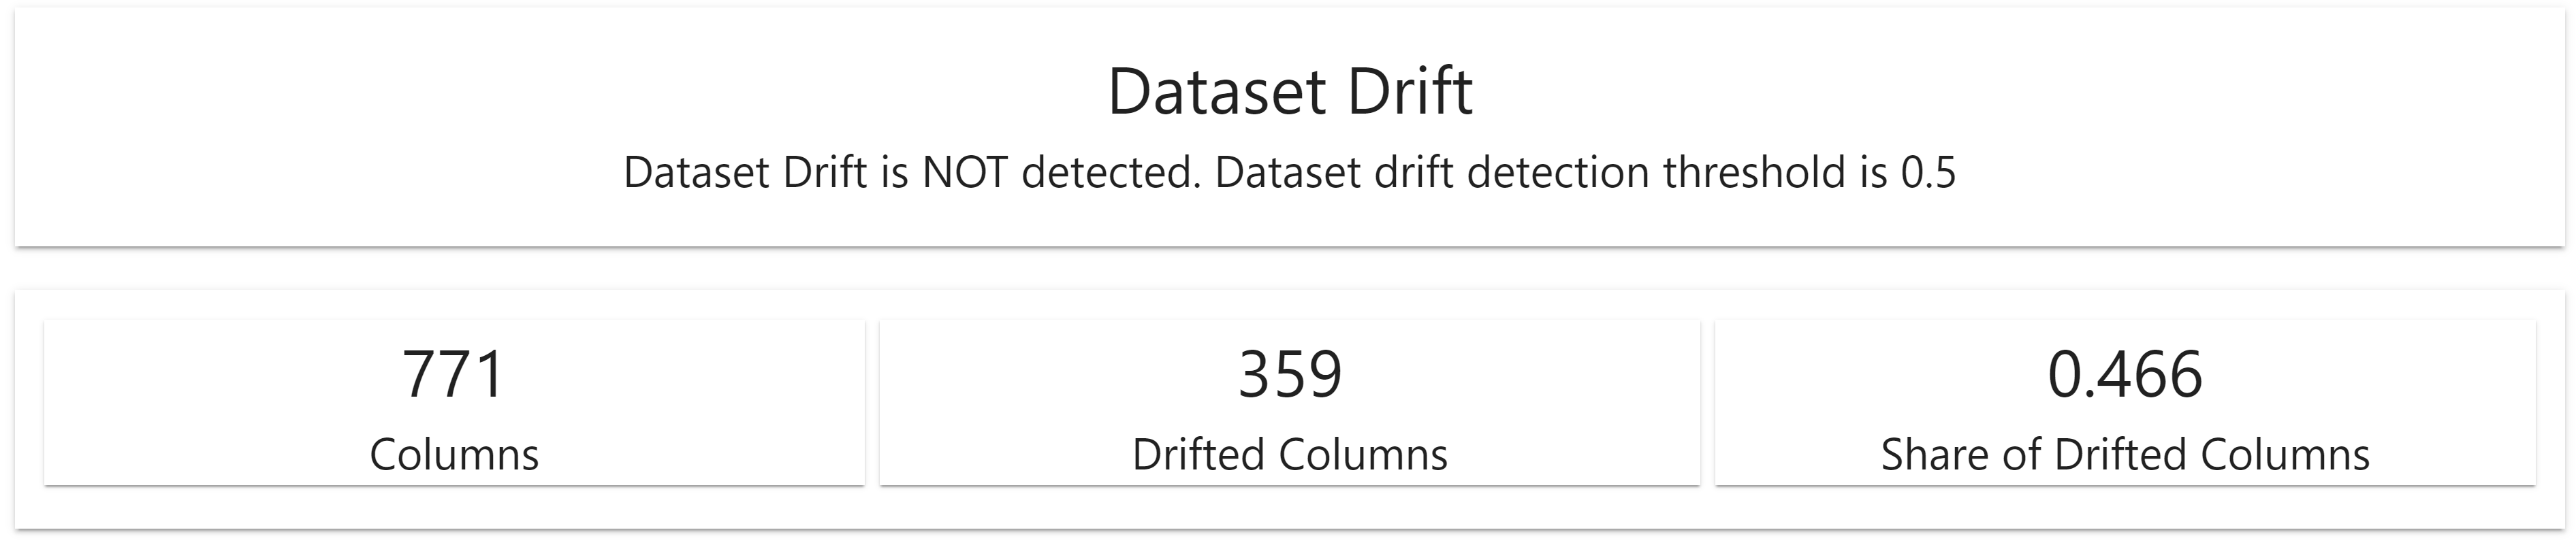 Dataset Drift
Dataset Drift is NOT detected. Dataset drift detection threshold is 0.5
771
Columns
359
Drifted Columns
0.466
Share of Drifted Columns